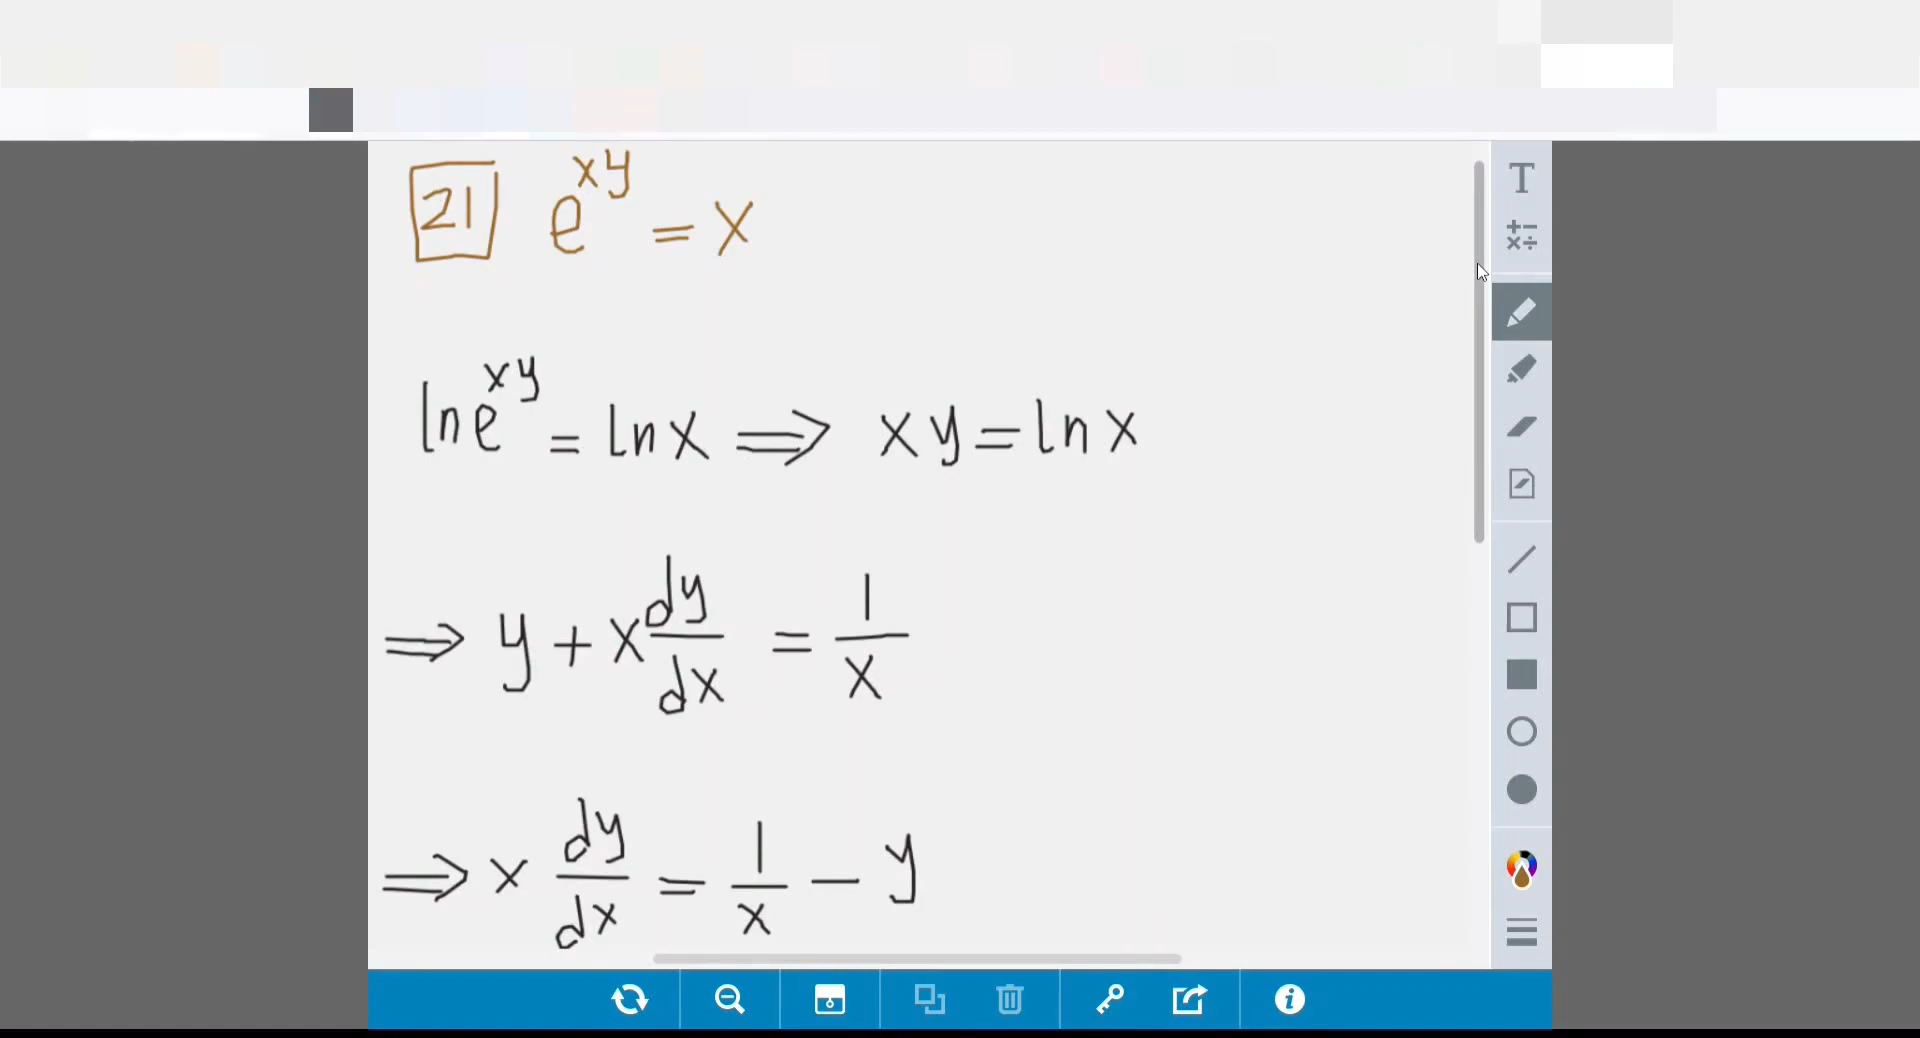 21 e^{xy} = x
ln e^{xy} = ln x ⟹ xy = ln x
⟹ y + x dy/dx = 1/x
⟹ x dy/dx = 1/x − y